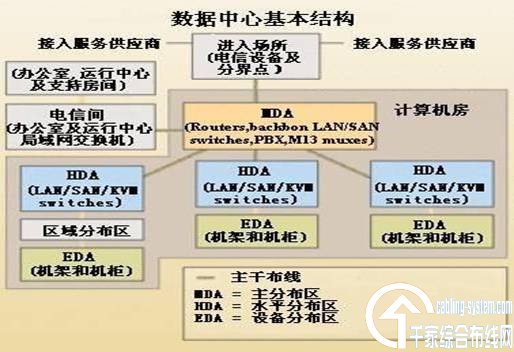 数据中心基本结构
接入服务供应商
进入场所
(电信设备及
分界点)
接入服务供应商
(办公室,运行中心
及支持房间)
计算机房
电信间
(办公室及运行中心
局域网交换机)
MDA
(Routers,backbon LAN/SAN
switches,PBX,M13 muxes)
HDA
(LAN/SAN/KVM
switches)
HDA
(LAN/SAN/KVM
switches)
HDA
(LAN/SAN/KVM
switches)
区域分布区
EDA
(机架和机柜)
EDA
(机架和机柜)
EDA
(机架和机柜)
主干布线
MDA = 主分布区
HDA = 水平分布区
EDA = 设备分布区
cabling-system.com
千家综合布线网